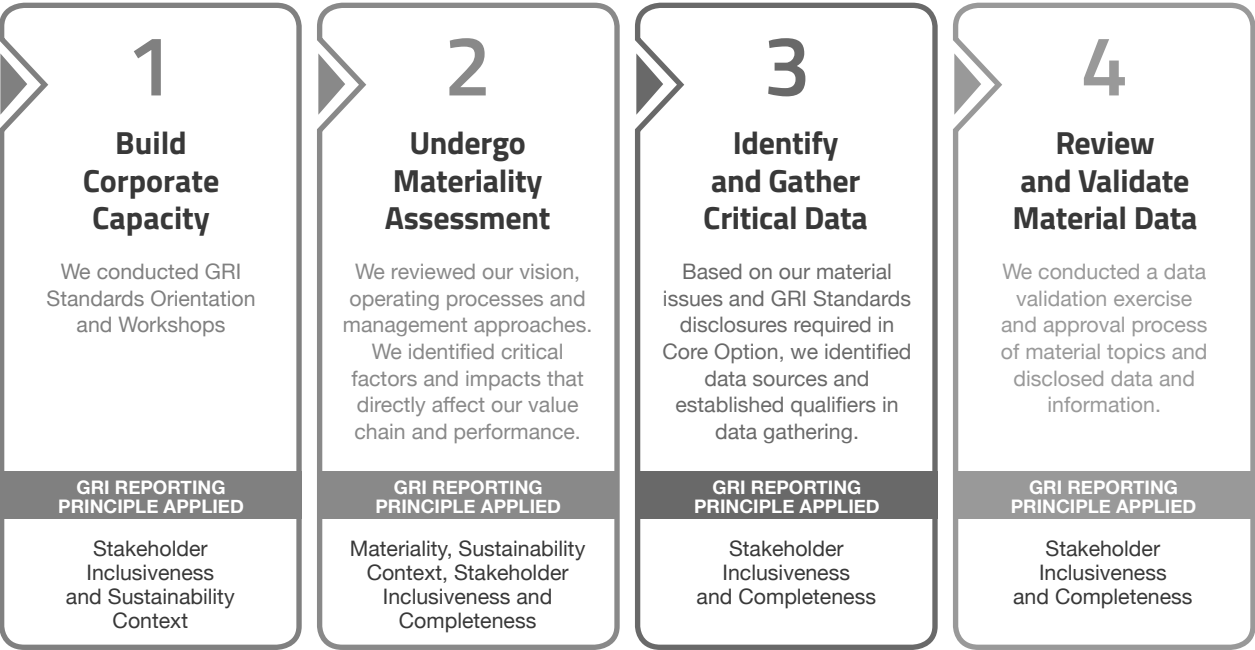 1
Build
Corporate
Capacity
We conducted GRI
Standards Orientation
and Workshops
GRI REPORTING
PRINCIPLE APPLIED
Stakeholder
Inclusiveness
and Sustainability
Context
2
Undergo
Materiality
Assessment
We reviewed our vision,
operating processes and
management approaches.
We identified critical
factors and impacts that
directly affect our value
chain and performance.
GRI REPORTING
PRINCIPLE APPLIED
Materiality, Sustainability
Context, Stakeholder
Inclusiveness and
Completeness
3
Identify
and Gather
Critical Data
Based on our material
issues and GRI Standards
disclosures required in
Core Option, we identified
data sources and
established qualifiers in
data gathering.
GRI REPORTING
PRINCIPLE APPLIED
Stakeholder
Inclusiveness
and Completeness
4
Review
and Validate
Material Data
We conducted a data
validation exercise
and approval process
of material topics and
disclosed data and
information.
GRI REPORTING
PRINCIPLE APPLIED
Stakeholder
Inclusiveness
and Completeness